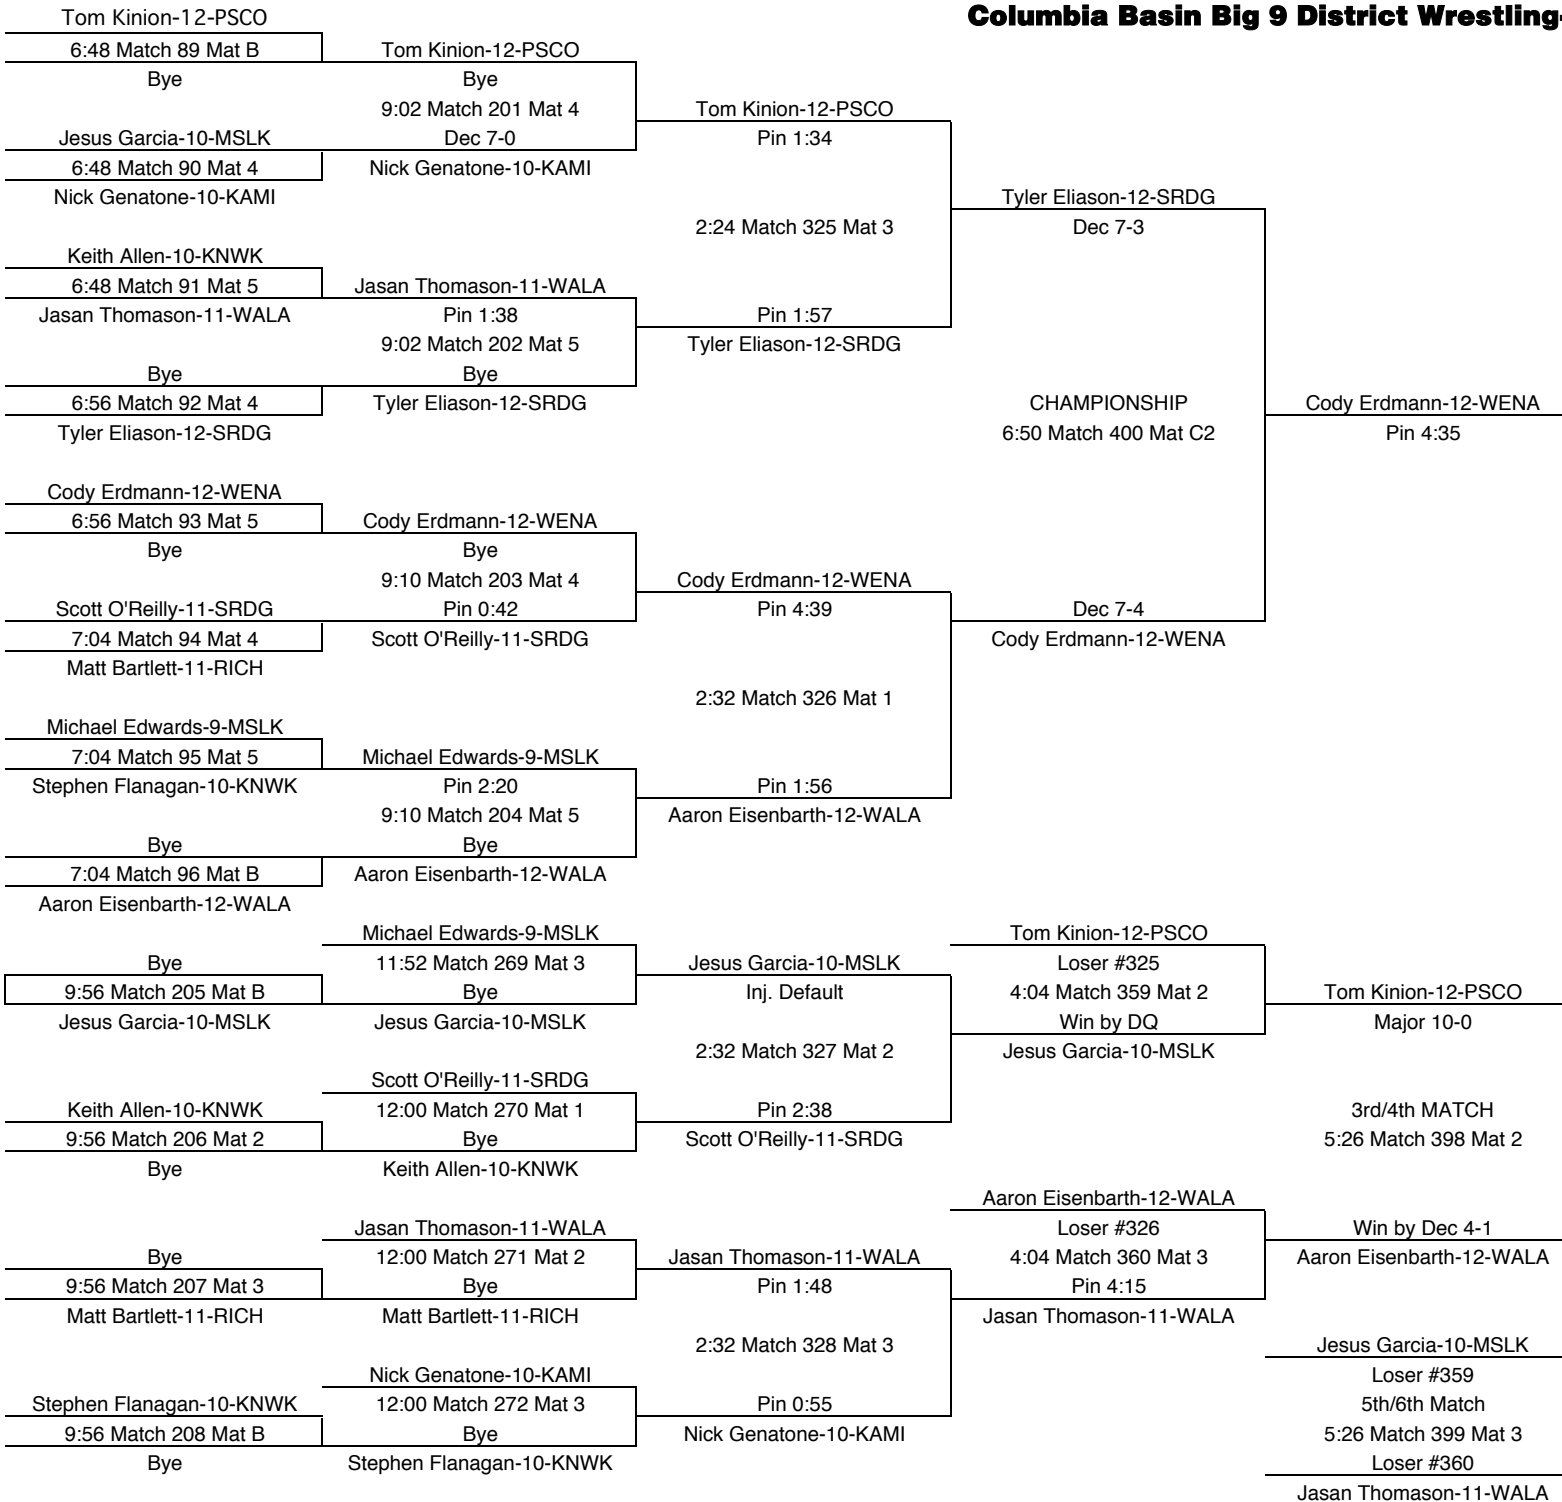 Columbia Basin Big 9 District Wrestling-
Tom Kinion-12-PSCO
6:48 Match 89 Mat B
Bye
Jesus Garcia-10-MSLK
6:48 Match 90 Mat 4
Nick Genatone-10-KAMI
Keith Allen-10-KNWK
6:48 Match 91 Mat 5
Jasan Thomason-11-WALA
Bye
6:56 Match 92 Mat 4
Tyler Eliason-12-SRDG
Cody Erdmann-12-WENA
6:56 Match 93 Mat 5
Bye
Scott O'Reilly-11-SRDG
7:04 Match 94 Mat 4
Matt Bartlett-11-RICH
Michael Edwards-9-MSLK
7:04 Match 95 Mat 5
Stephen Flanagan-10-KNWK
Bye
7:04 Match 96 Mat B
Aaron Eisenbarth-12-WALA
Tom Kinion-12-PSCO
Bye
9:02 Match 201 Mat 4
Dec 7-0
Nick Genatone-10-KAMI
Jasan Thomason-11-WALA
Pin 1:38
9:02 Match 202 Mat 5
Bye
Tyler Eliason-12-SRDG
Cody Erdmann-12-WENA
Bye
9:10 Match 203 Mat 4
Pin 0:42
Scott O'Reilly-11-SRDG
Michael Edwards-9-MSLK
Pin 2:20
9:10 Match 204 Mat 5
Bye
Aaron Eisenbarth-12-WALA
Tom Kinion-12-PSCO
Pin 1:34
2:24 Match 325 Mat 3
Pin 1:57
Tyler Eliason-12-SRDG
Cody Erdmann-12-WENA
Pin 4:39
2:32 Match 326 Mat 1
Pin 1:56
Aaron Eisenbarth-12-WALA
Tyler Eliason-12-SRDG
Dec 7-3
CHAMPIONSHIP
6:50 Match 400 Mat C2
Dec 7-4
Cody Erdmann-12-WENA
Cody Erdmann-12-WENA
Pin 4:35
Bye
9:56 Match 205 Mat B
Jesus Garcia-10-MSLK
Keith Allen-10-KNWK
9:56 Match 206 Mat 2
Bye
Bye
9:56 Match 207 Mat 3
Matt Bartlett-11-RICH
Stephen Flanagan-10-KNWK
9:56 Match 208 Mat B
Bye
Michael Edwards-9-MSLK
11:52 Match 269 Mat 3
Bye
Jesus Garcia-10-MSLK
Scott O'Reilly-11-SRDG
12:00 Match 270 Mat 1
Bye
Keith Allen-10-KNWK
Jasan Thomason-11-WALA
12:00 Match 271 Mat 2
Bye
Matt Bartlett-11-RICH
Nick Genatone-10-KAMI
12:00 Match 272 Mat 3
Bye
Stephen Flanagan-10-KNWK
Jesus Garcia-10-MSLK
Inj. Default
2:32 Match 327 Mat 2
Pin 2:38
Scott O'Reilly-11-SRDG
Jasan Thomason-11-WALA
Pin 1:48
2:32 Match 328 Mat 3
Pin 0:55
Nick Genatone-10-KAMI
Tom Kinion-12-PSCO
Loser #325
4:04 Match 359 Mat 2
Win by DQ
Jesus Garcia-10-MSLK
Aaron Eisenbarth-12-WALA
Loser #326
4:04 Match 360 Mat 3
Pin 4:15
Jasan Thomason-11-WALA
Tom Kinion-12-PSCO
Major 10-0
3rd/4th MATCH
5:26 Match 398 Mat 2
Win by Dec 4-1
Aaron Eisenbarth-12-WALA
Jesus Garcia-10-MSLK
Loser #359
5th/6th Match
5:26 Match 399 Mat 3
Loser #360
Jasan Thomason-11-WALA